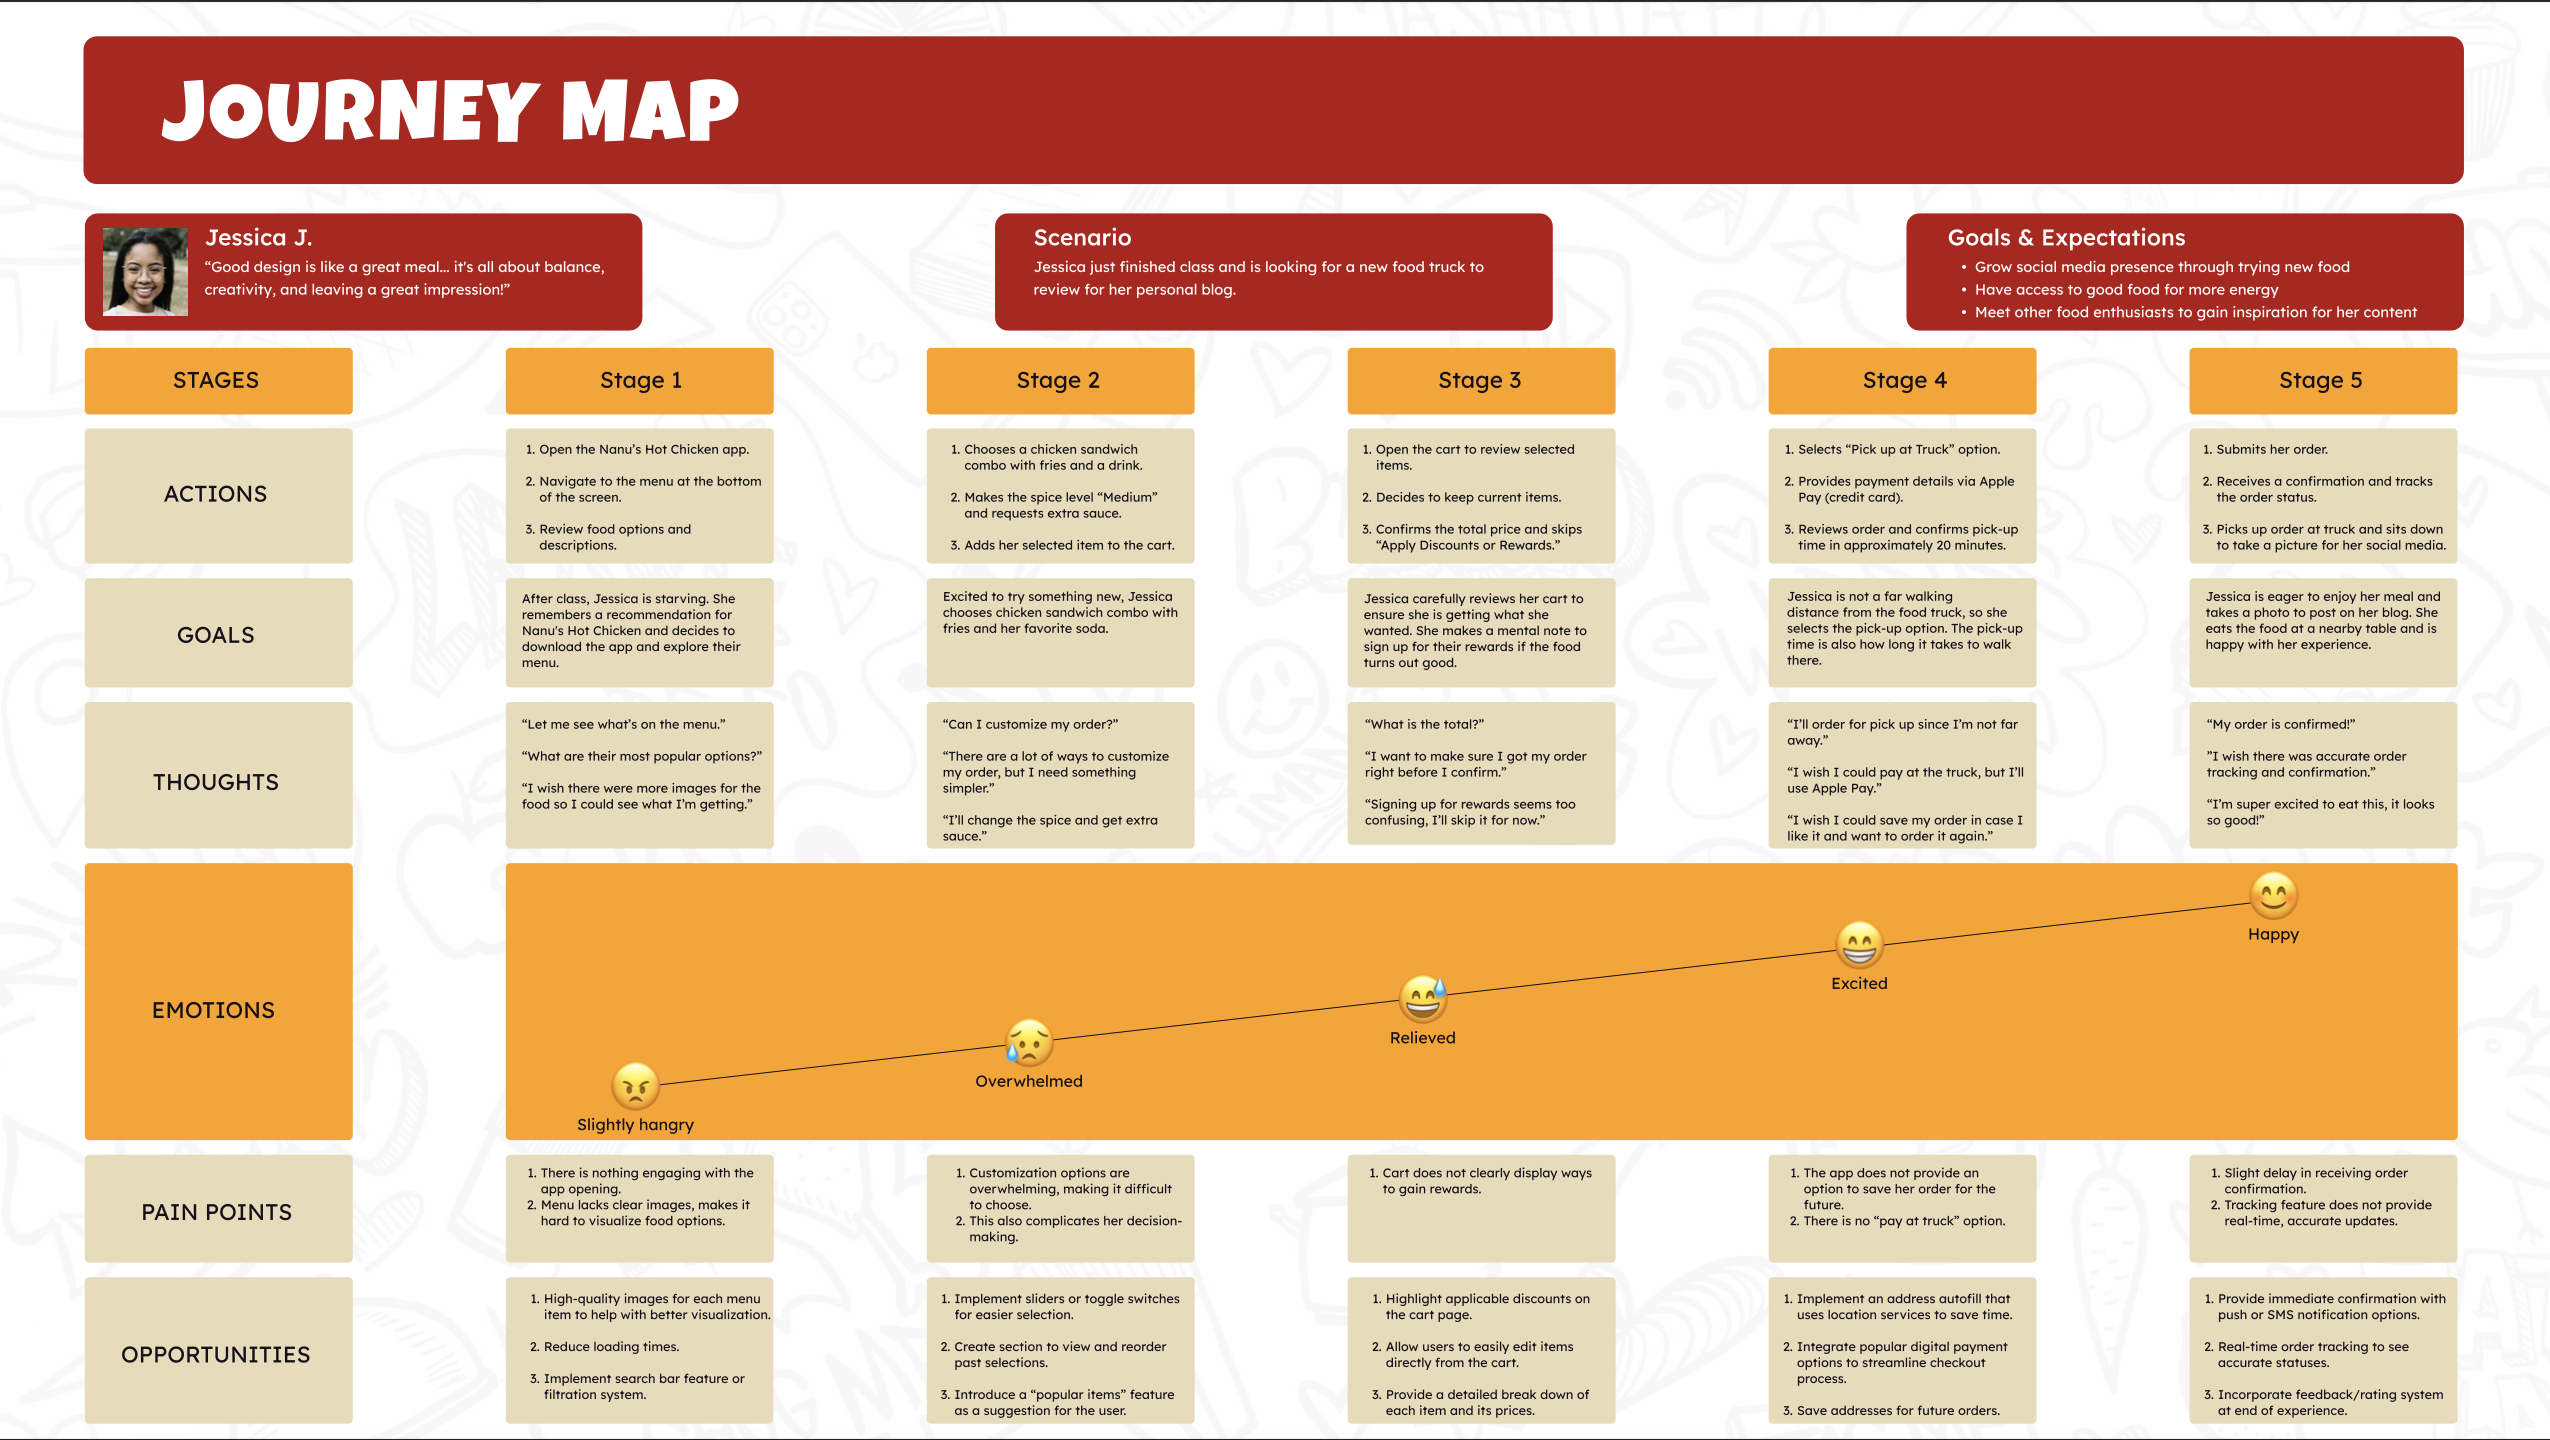 JOURNEY MAP
Jessica J.
“Good design is like a great meal... it's all about balance,
creativity, and leaving a great impression!”
Scenario
Jessica just finished class and is looking for a new food truck to
review for her personal blog.
Goals & Expectations
• Grow social media presence through trying new food
• Have access to good food for more energy
• Meet other food enthusiasts to gain inspiration for her content
STAGES
Stage 1
Stage 2
Stage 3
Stage 4
Stage 5
ACTIONS
1. Open the Nanu’s Hot Chicken app.
2. Navigate to the menu at the bottom
of the screen.
3. Review food options and
descriptions.
1. Chooses a chicken sandwich
combo with fries and a drink.
2. Makes the spice level “Medium”
and requests extra sauce.
3. Adds her selected item to the cart.
1. Open the cart to review selected
items.
2. Decides to keep current items.
3. Confirms the total price and skips
“Apply Discounts or Rewards.”
1. Selects “Pick up at Truck” option.
2. Provides payment details via Apple
Pay (credit card).
3. Reviews order and confirms pick-up
time in approximately 20 minutes.
1. Submits her order.
2. Receives a confirmation and tracks
the order status.
3. Picks up order at truck and sits down
to take a picture for her social media.
GOALS
After class, Jessica is starving. She
remembers a recommendation for
Nanu's Hot Chicken and decides to
download the app and explore their
menu.
Excited to try something new, Jessica
chooses chicken sandwich combo with
fries and her favorite soda.
Jessica carefully reviews her cart to
ensure she is getting what she
wanted. She makes a mental note to
sign up for their rewards if the food
turns out good.
Jessica is not a far walking
distance from the food truck, so she
selects the pick-up option. The pick-up
time is also how long it takes to walk
there.
Jessica is eager to enjoy her meal and
takes a photo to post on her blog. She
eats the food at a nearby table and is
happy with her experience.
THOUGHTS
“Let me see what’s on the menu.”
“What are their most popular options?”
“I wish there were more images for the
food so I could see what I’m getting.”
“Can I customize my order?”
“There are a lot of ways to customize
my order, but I need something
simpler.”
“I’ll change the spice and get extra
sauce.”
“What is the total?”
“I want to make sure I got my order
right before I confirm.”
“Signing up for rewards seems too
confusing, I’ll skip it for now.”
“I’ll order for pick up since I’m not far
away.”
“I wish I could pay at the truck, but I’ll
use Apple Pay.”
“I wish I could save my order in case I
like it and want to order it again.”
“My order is confirmed!”
”I wish there was accurate order
tracking and confirmation.”
“I’m super excited to eat this, it looks
so good!”
EMOTIONS
Slightly hangry
Overwhelmed
Relieved
Excited
Happy
PAIN POINTS
1. There is nothing engaging with the
app opening.
2. Menu lacks clear images, makes it
hard to visualize food options.
1. Customization options are
overwhelming, making it difficult
to choose.
2. This also complicates her decision-
making.
1. Cart does not clearly display ways
to gain rewards.
1. The app does not provide an
option to save her order for the
future.
2. There is no “pay at truck” option.
1. Slight delay in receiving order
confirmation.
2. Tracking feature does not provide
real-time, accurate updates.
OPPORTUNITIES
1. High-quality images for each menu
item to help with better visualization.
2. Reduce loading times.
3. Implement search bar feature or
filtration system.
1. Implement sliders or toggle switches
for easier selection.
2. Create section to view and reorder
past selections.
3. Introduce a “popular items” feature
as a suggestion for the user.
1. Highlight applicable discounts on
the cart page.
2. Allow users to easily edit items
directly from the cart.
3. Provide a detailed break down of
each item and its prices.
1. Implement an address autofill that
uses location services to save time.
2. Integrate popular digital payment
options to streamline checkout
process.
3. Save addresses for future orders.
1. Provide immediate confirmation with
push or SMS notification options.
2. Real-time order tracking to see
accurate statuses.
3. Incorporate feedback/rating system
at end of experience.